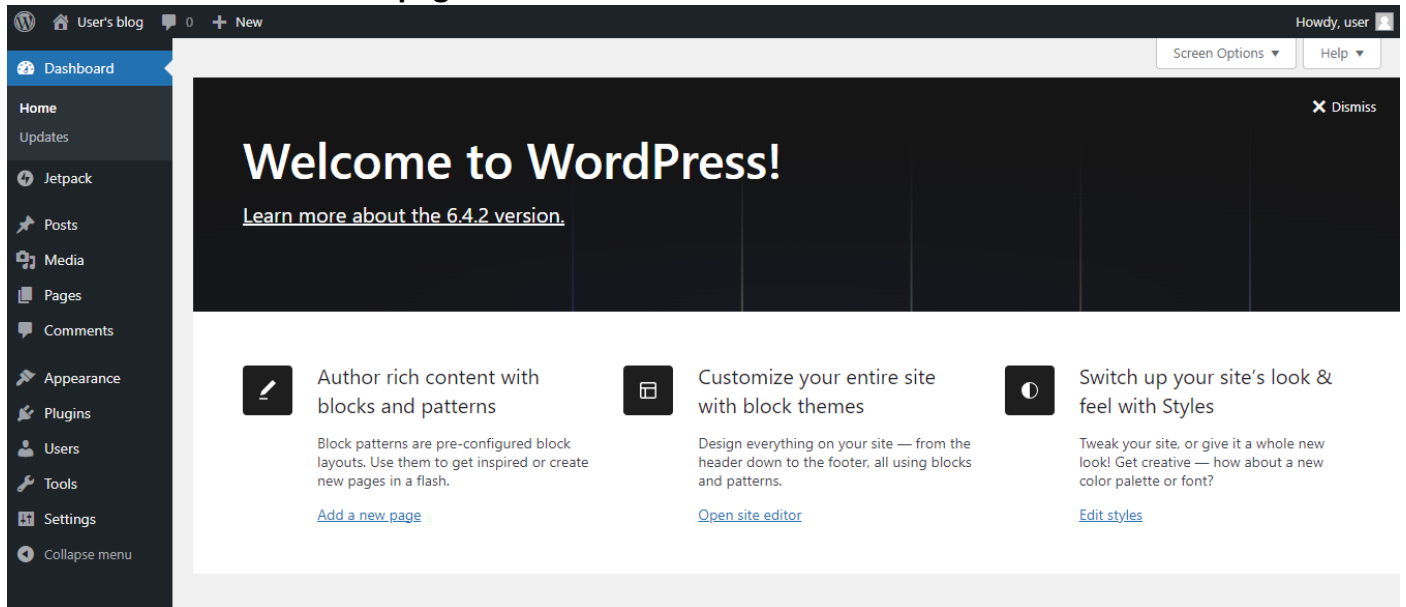 User's blog 0 + New Howdy, user
Screen Options ▼ Help ▼
Dashboard
Home
Updates
Jetpack
Posts
Media
Pages
Comments
Appearance
Plugins
Users
Tools
Settings
Collapse menu
Dismiss
Welcome to WordPress!
Learn more about the 6.4.2 version.
Author rich content with
blocks and patterns
Block patterns are pre-configured block
layouts. Use them to get inspired or create
new pages in a flash.
Add a new page
Customize your entire site
with block themes
Design everything on your site — from the
header down to the footer, all using blocks
and patterns.
Open site editor
Switch up your site’s look &
feel with Styles
Tweak your site, or give it a whole new
look! Get creative — how about a new
color palette or font?
Edit styles